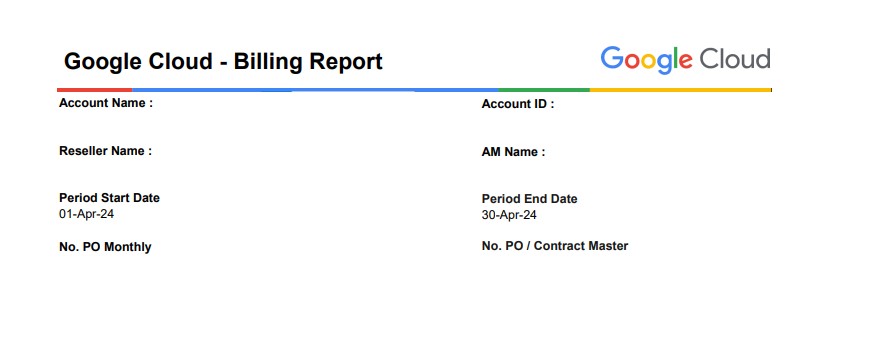 Google Cloud - Billing Report
Google Cloud
Account Name :
Account ID :
Reseller Name :
AM Name :
Period Start Date
01-Apr-24
Period End Date
30-Apr-24
No. PO Monthly
No. PO / Contract Master